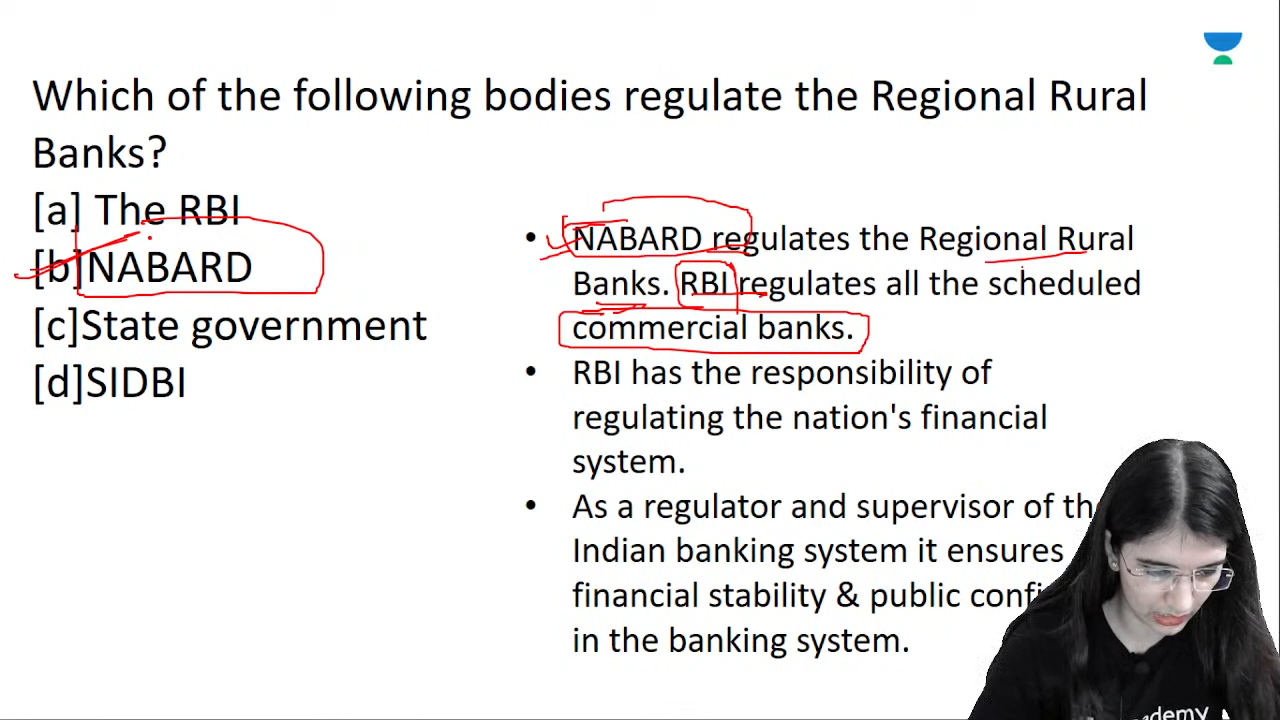 Which of the following bodies regulate the Regional Rural
Banks?
[a] The RBI
[b]NABARD
[c]State government
[d]SIDBI
• NABARD regulates the Regional Rural
Banks. RBI regulates all the scheduled
commercial banks.
• RBI has the responsibility of
regulating the nation's financial
system.
• As a regulator and supervisor of
Indian banking system it ensures
financial stability & public
in the banking system.